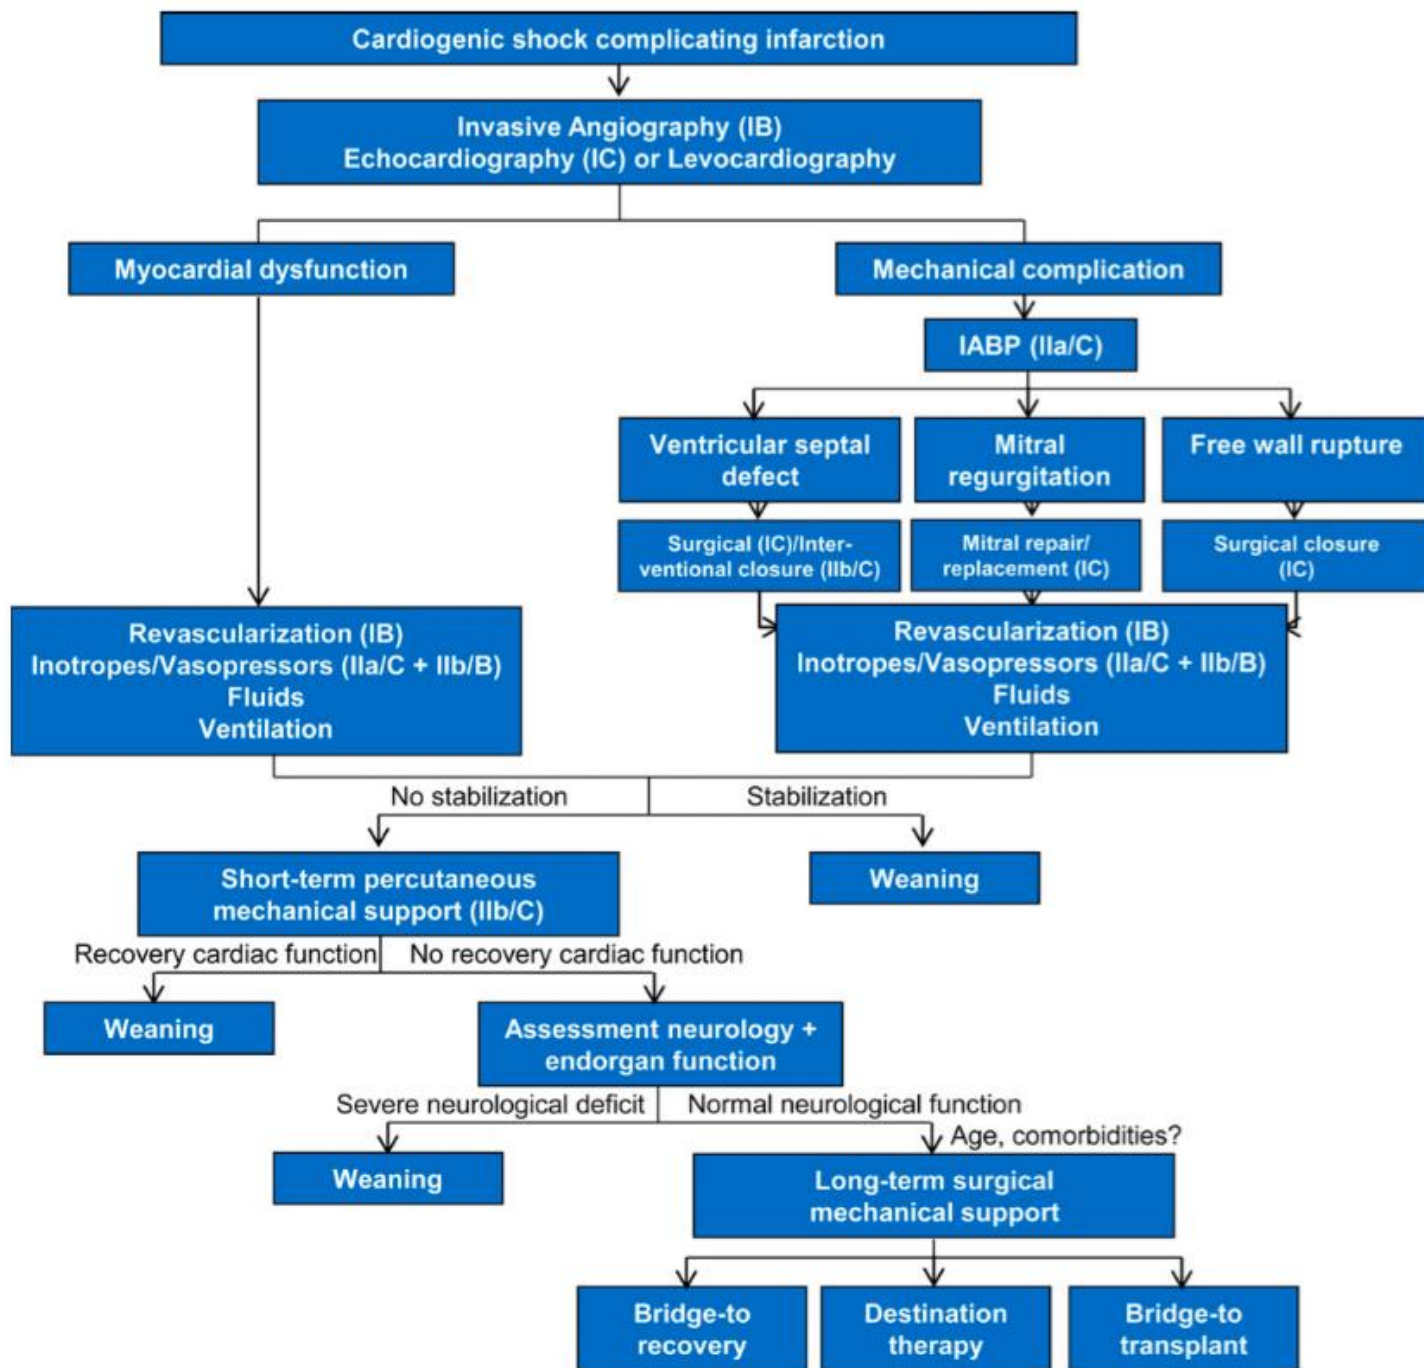 Cardiogenic shock complicating infarction
Invasive Angiography (IB)
Echocardiography (IC) or Levocardiography
Myocardial dysfunction
Mechanical complication
IABP (IIa/C)
Ventricular septal
defect
Mitral
regurgitation
Free wall rupture
Surgical (IC)/Inter-
ventional closure (IIb/C)
Mitral repair/
replacement (IC)
Surgical closure
(IC)
Revascularization (IB)
Inotropes/Vasopressors (IIa/C + IIb/B)
Fluids
Ventilation
Revascularization (IB)
Inotropes/Vasopressors (IIa/C + IIb/B)
Fluids
Ventilation
No stabilization
Stabilization
Short-term percutaneous
mechanical support (IIb/C)
Weaning
Recovery cardiac function
No recovery cardiac function
Weaning
Assessment neurology +
endorgan function
Severe neurological deficit
Normal neurological function
Age, comorbidities?
Weaning
Long-term surgical
mechanical support
Bridge-to
recovery
Destination
therapy
Bridge-to
transplant